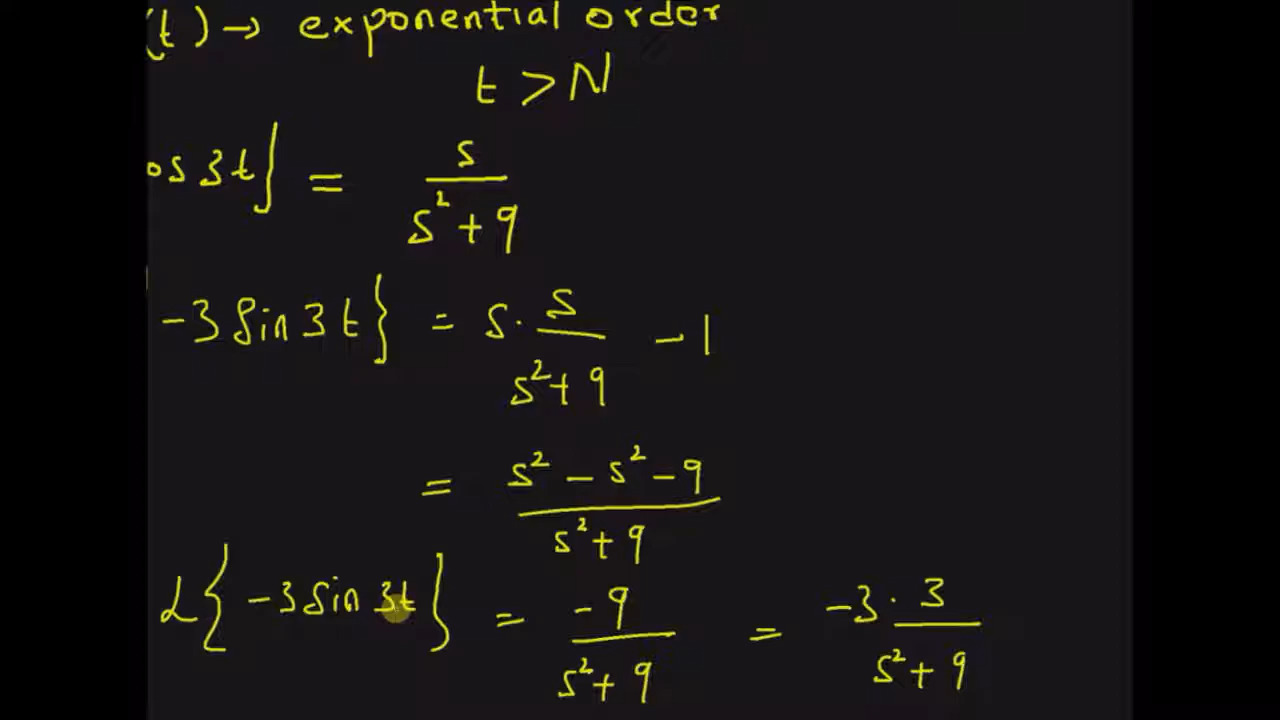 (t) → exponential order
t > N
os 3t} = s/(s² + 9)
-3 sin 3t} = s · s/(s² + 9) - 1
= (s² - s² - 9)/(s² + 9)
ℒ{-3 sin 3t} = -9/(s² + 9) = -3 · 3/(s² + 9)